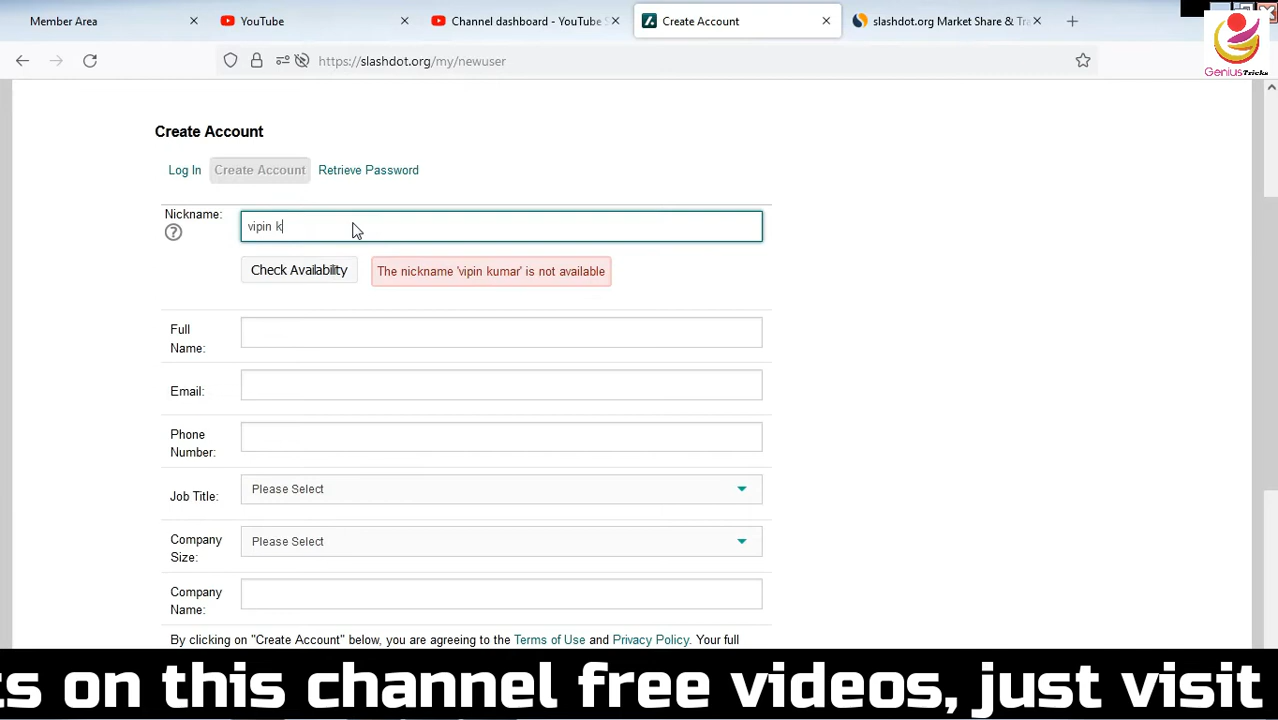 Member Area
YouTube
Channel dashboard - YouTube S
Create Account
slashdot.org Market Share & Tra
https://slashdot.org/my/newuser
Genius Tricks
Create Account
Log In Create Account Retrieve Password
Nickname:
vipin k
Check Availability
The nickname 'vipin kumar' is not available
Full
Name:
Email:
Phone
Number:
Job Title:
Please Select
Company
Size:
Please Select
Company
Name:
By clicking on "Create Account" below, you are agreeing to the Terms of Use and Privacy Policy. Your full
ts on this channel free videos, just visit